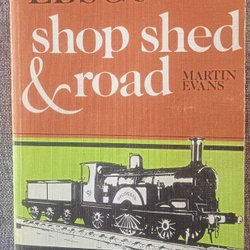 shop shed
& road
MARTIN
EVANS